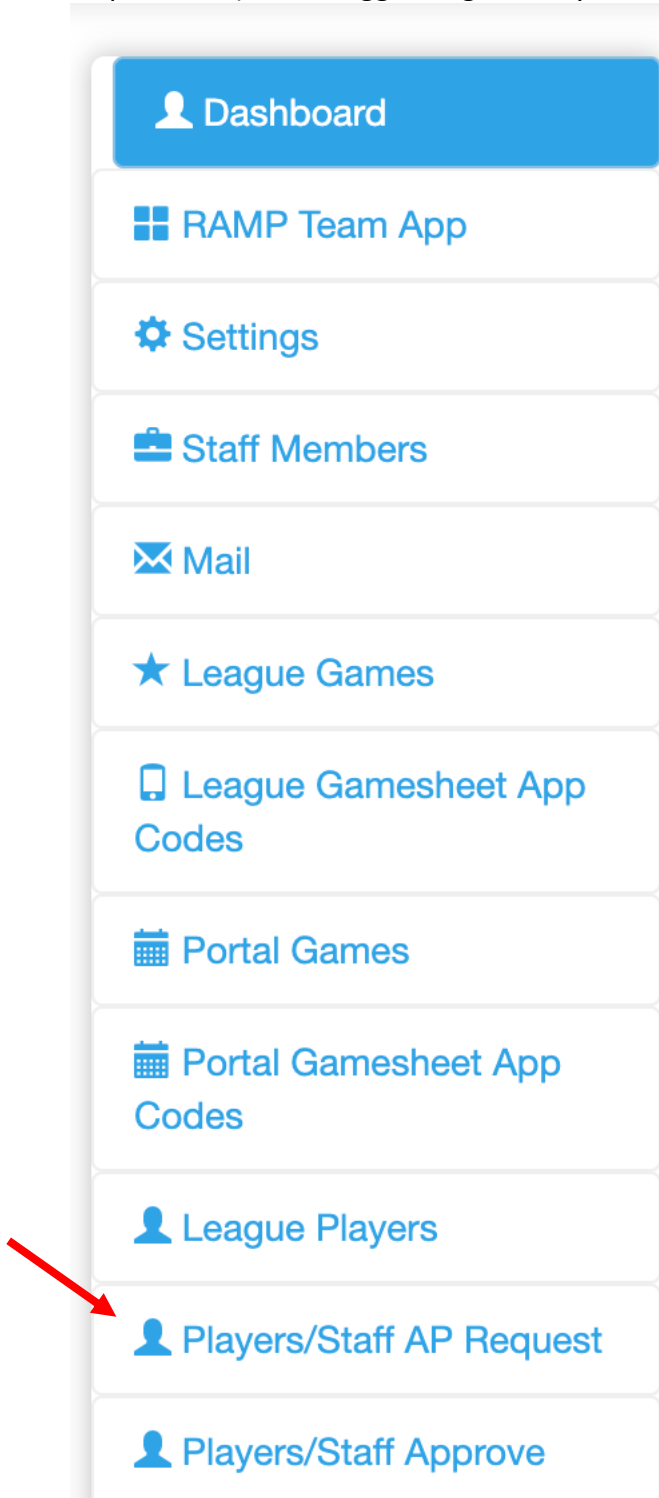 Dashboard
RAMP Team App
Settings
Staff Members
Mail
League Games
League Gamesheet App
Codes
Portal Games
Portal Gamesheet App
Codes
League Players
Players/Staff AP Request
Players/Staff Approve